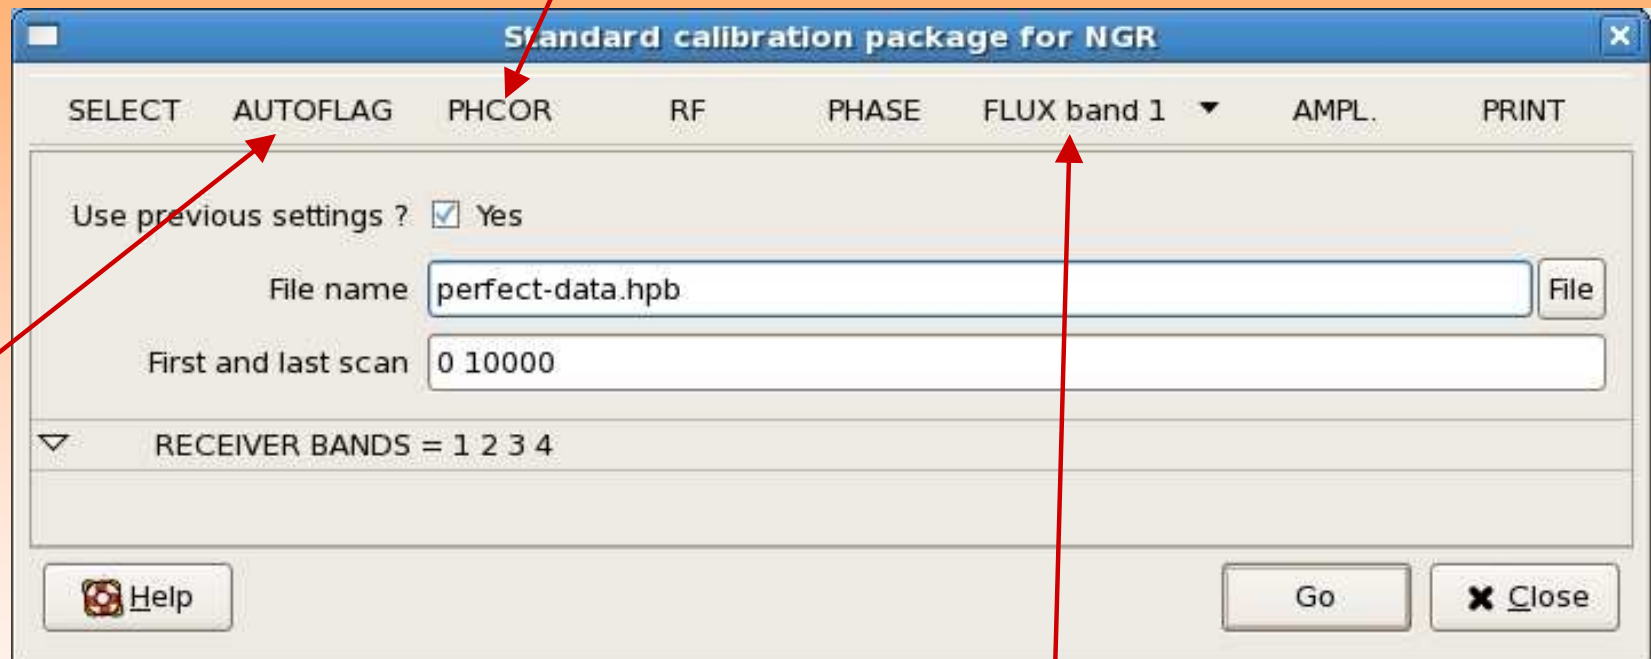 Standard calibration package for NGR
SELECT AUTOFLAG PHCOR RF PHASE FLUX band 1 AMPL. PRINT
Use previous settings ? Yes
File name perfect-data.hpb File
First and last scan 0 10000
RECEIVER BANDS = 1 2 3 4
Help Go Close